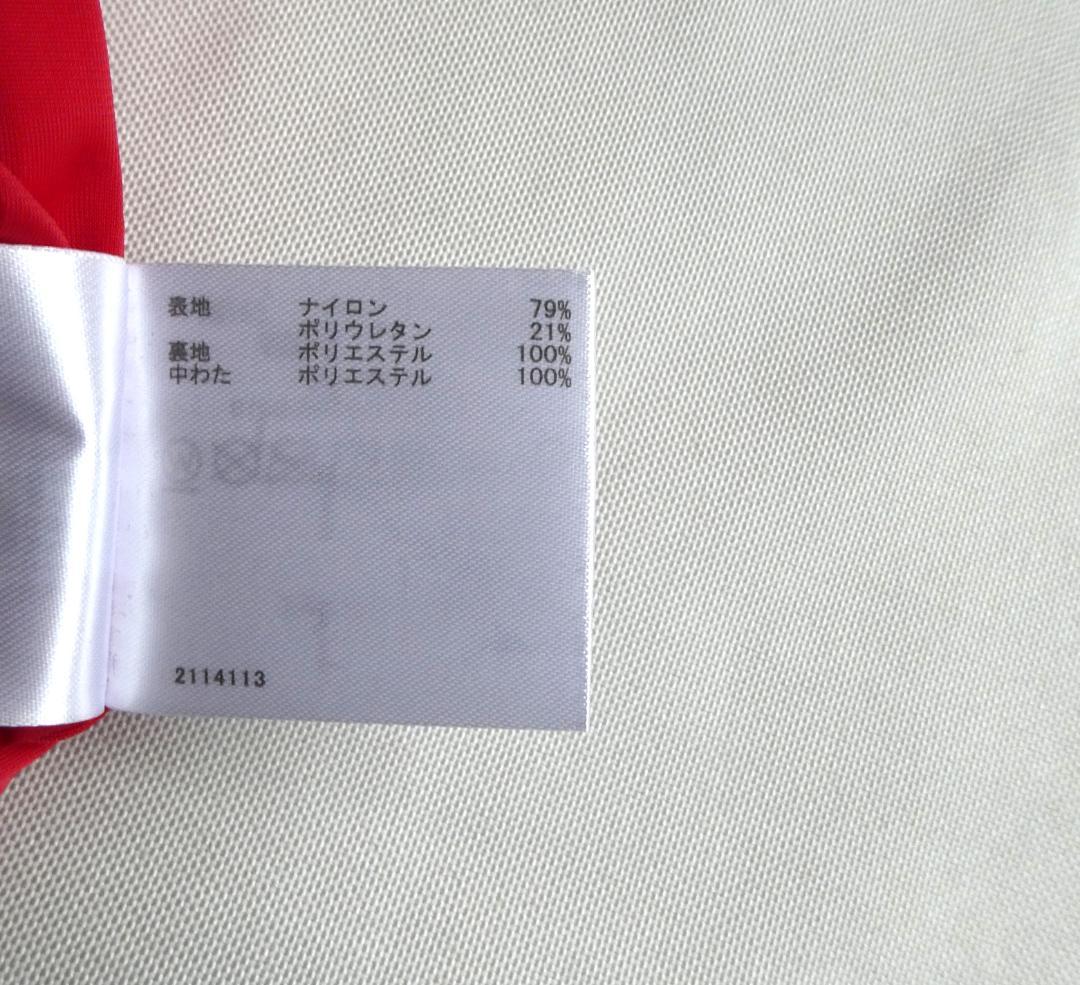 表地 ナイロン 79%
ポリウレタン 21%
裏地 ポリエステル 100%
中わた ポリエステル 100%
2114113